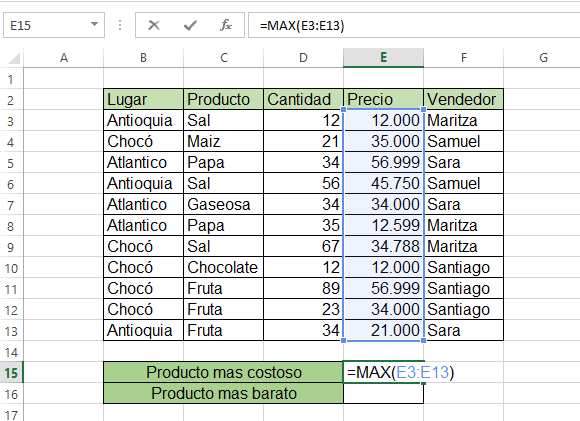 E15 fx =MAX(E3:E13)
A B C D E F G
1
2 Lugar Producto Cantidad Precio Vendedor
3 Antioquia Sal 12 12.000 Maritza
4 Chocó Maiz 21 35.000 Samuel
5 Atlantico Papa 34 56.999 Sara
6 Antioquia Sal 56 45.750 Samuel
7 Atlantico Gaseosa 34 34.000 Sara
8 Atlantico Papa 35 12.599 Maritza
9 Chocó Sal 67 34.788 Maritza
10 Chocó Chocolate 12 12.000 Santiago
11 Chocó Fruta 89 56.999 Santiago
12 Chocó Fruta 23 34.000 Santiago
13 Antioquia Fruta 34 21.000 Sara
14
15 Producto mas costoso =MAX(E3:E13)
16 Producto mas barato
17